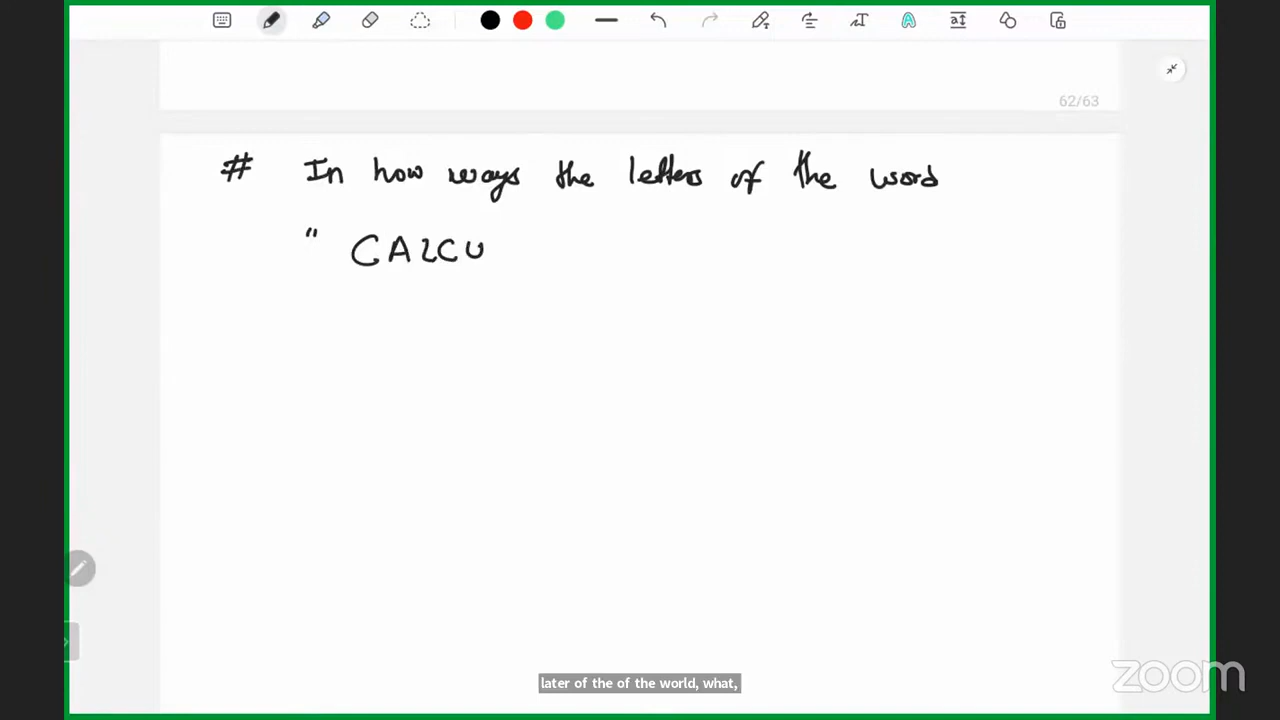 62/63
# In how ways the letters of the word
" CALCU
later of the of the world, what,
zoom